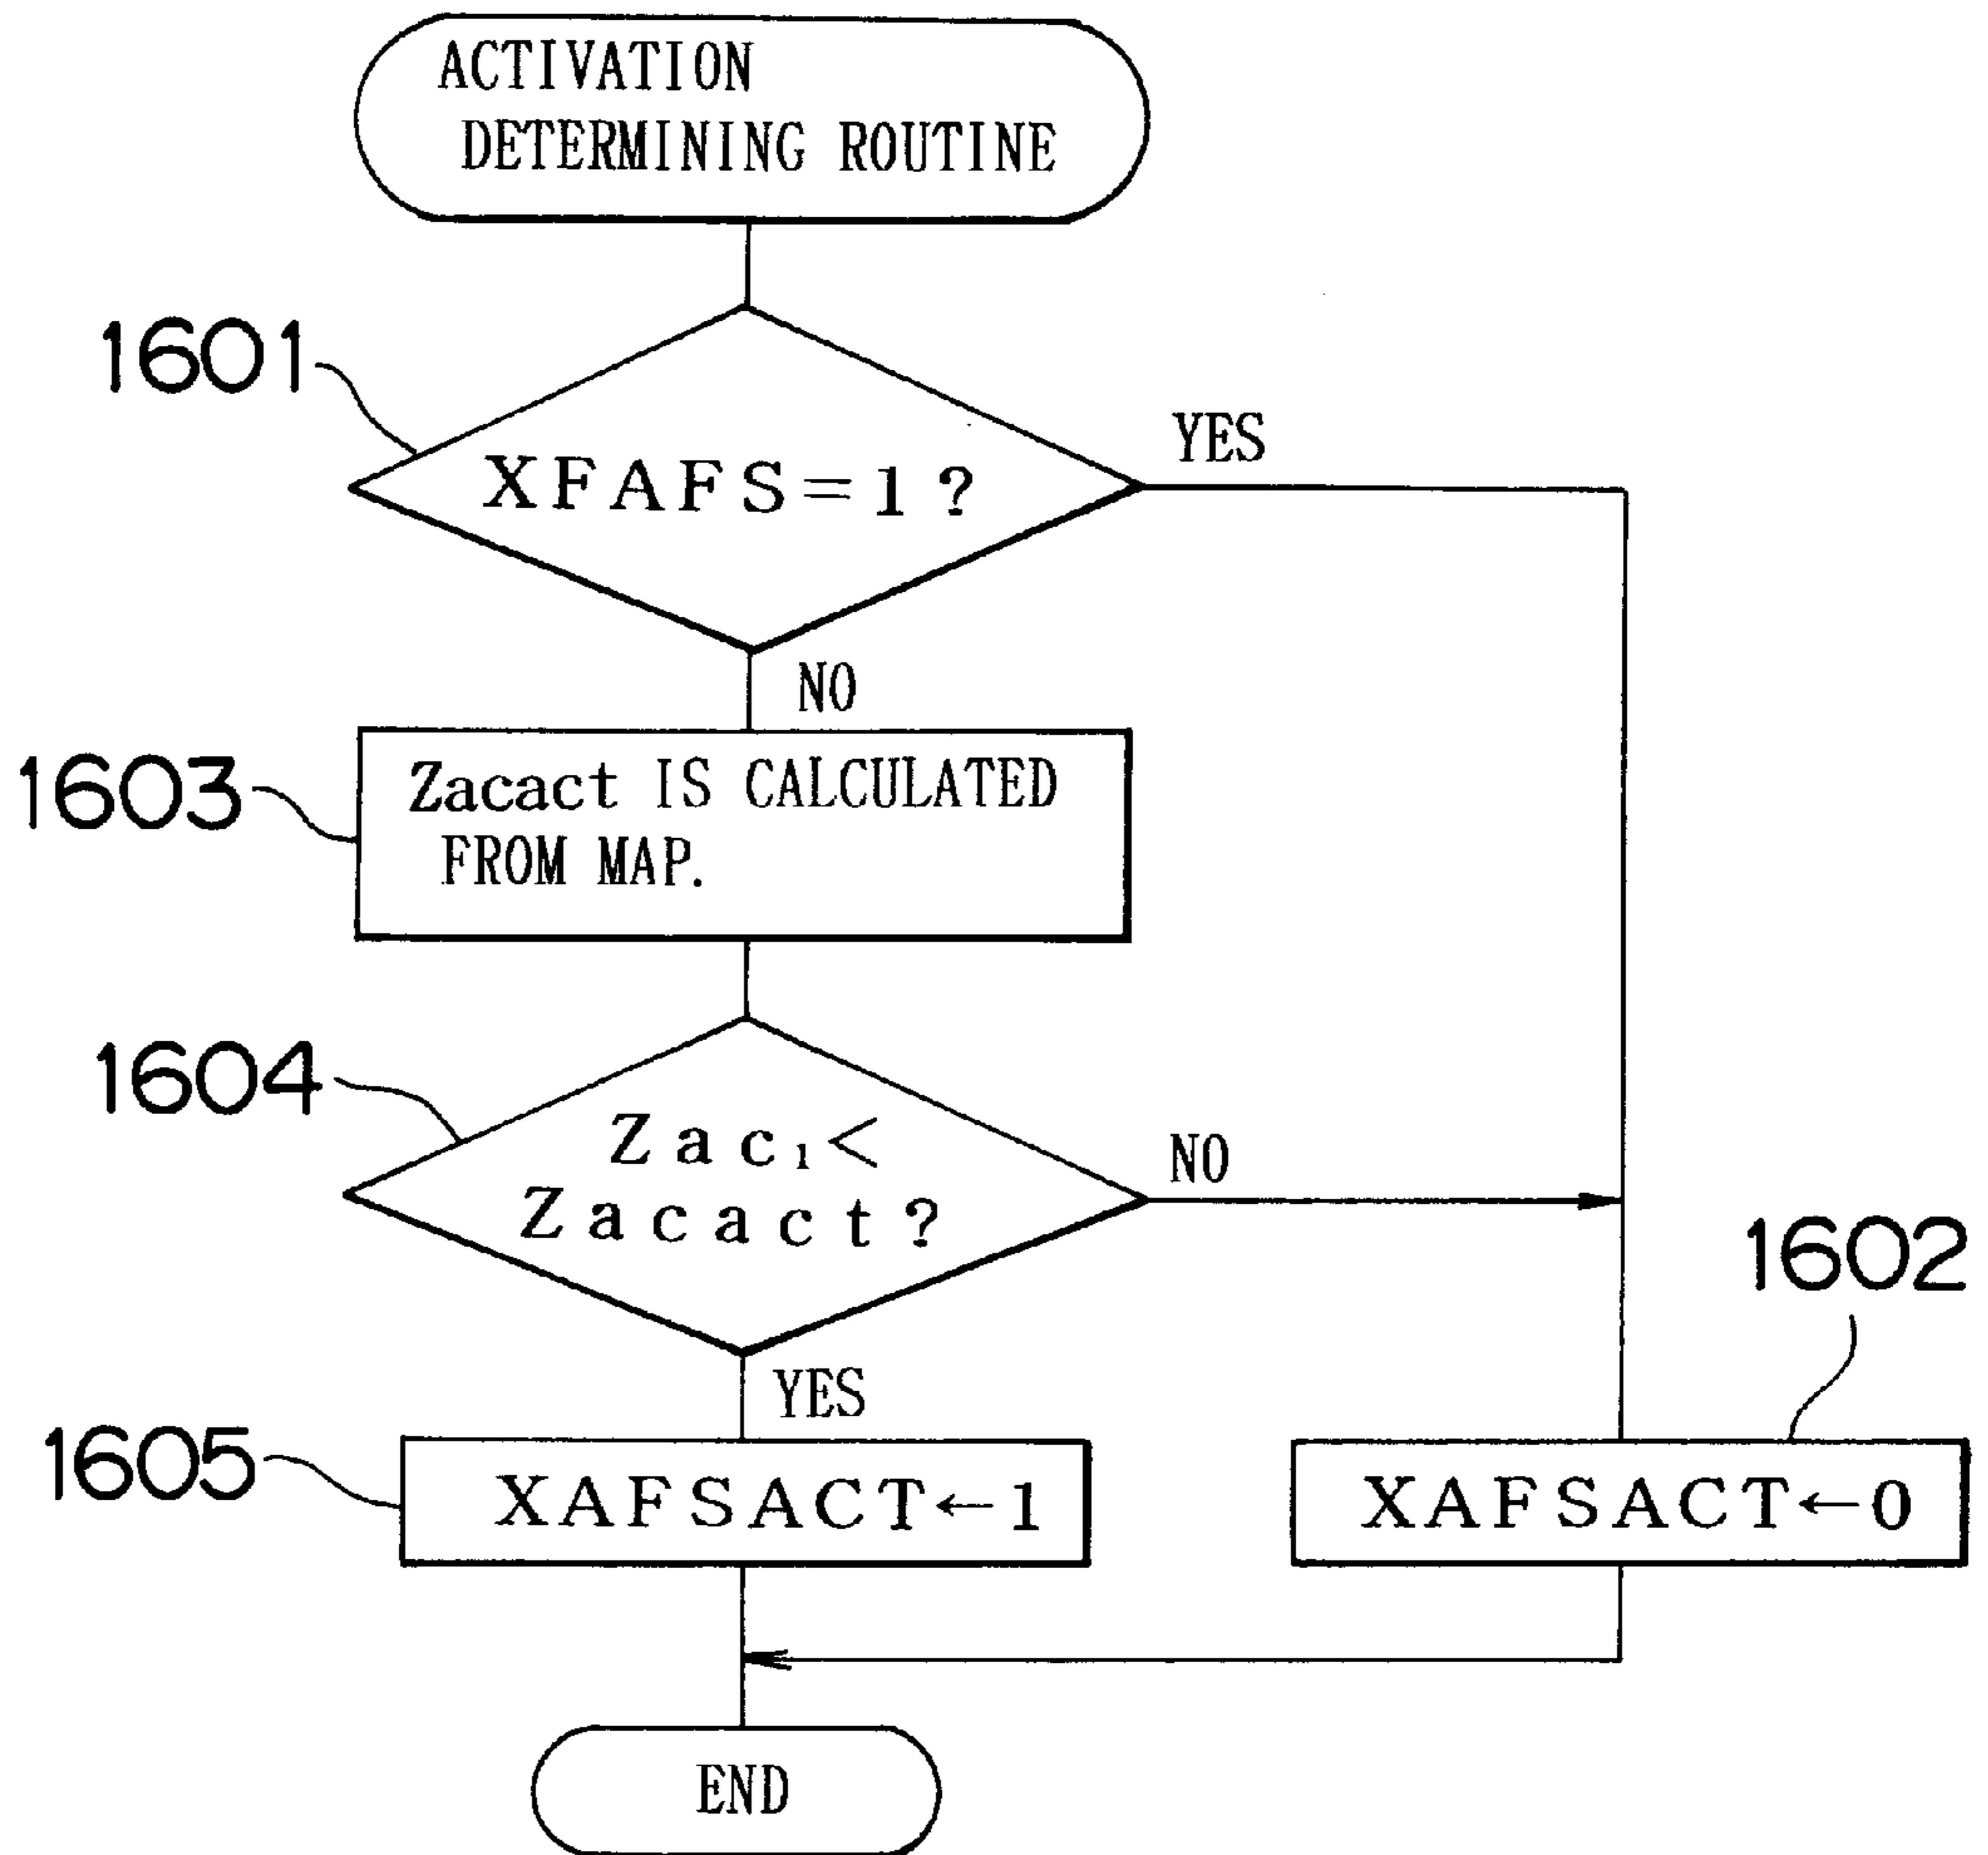 ACTIVATION
DETERMINING ROUTINE
1601
XFAFS=1?
YES
NO
1603
Zacact IS CALCULATED
FROM MAP.
1604
Zac₁<
Zacact?
NO
1602
YES
1605
XAFSACT←1
XAFSACT←0
END